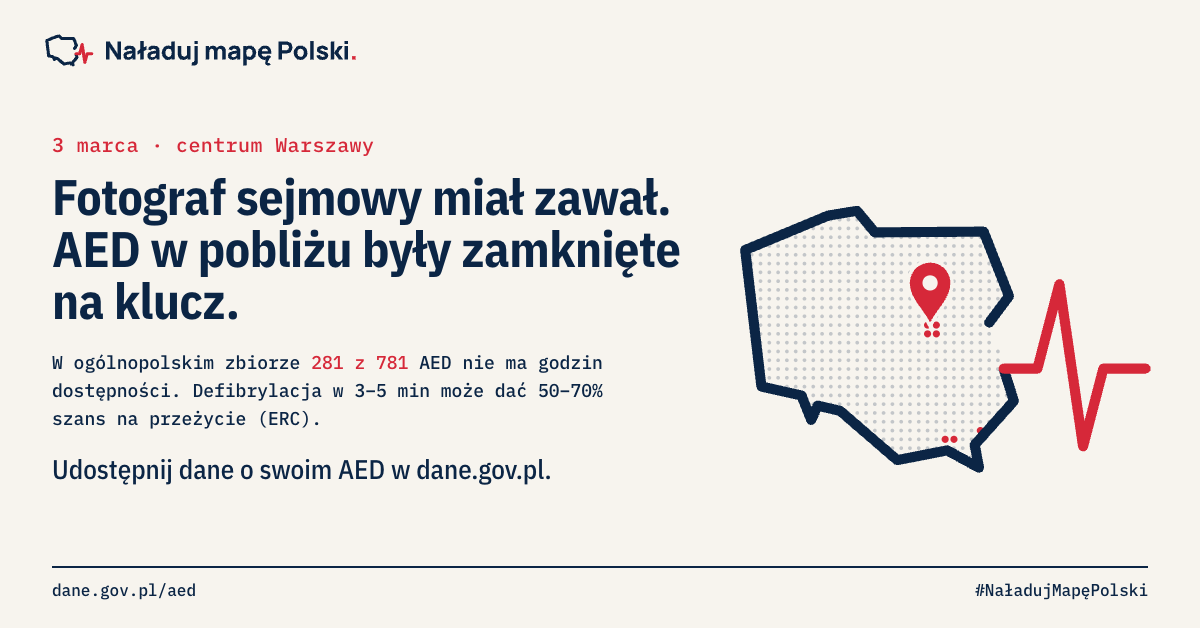 Naładuj mapę Polski.
3 marca · centrum Warszawy
Fotograf sejmowy miał zawał.
AED w pobliżu były zamknięte
na klucz.
W ogólnopolskim zbiorze 281 z 781 AED nie ma godzin
dostępności. Defibrylacja w 3–5 min może dać 50–70%
szans na przeżycie (ERC).
Udostępnij dane o swoim AED w dane.gov.pl.
dane.gov.pl/aed
#NaładujMapęPolski